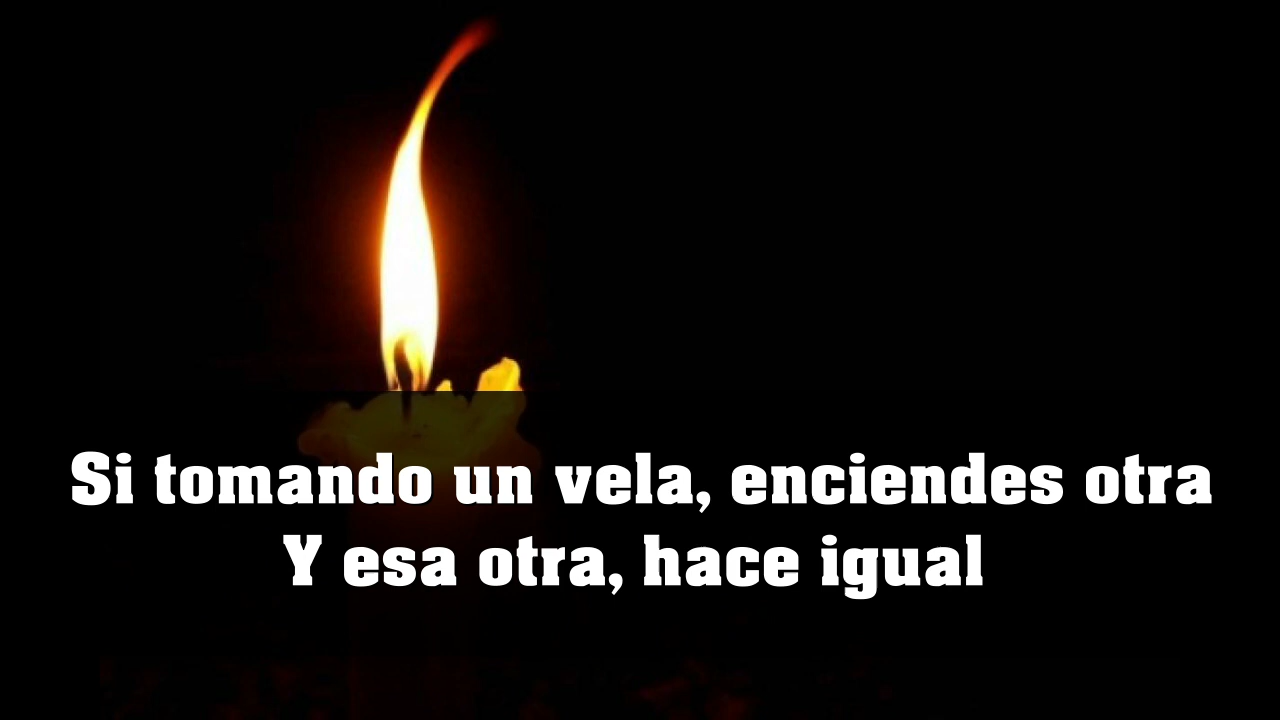 Si tomando un vela, enciendes otra
Y esa otra, hace igual